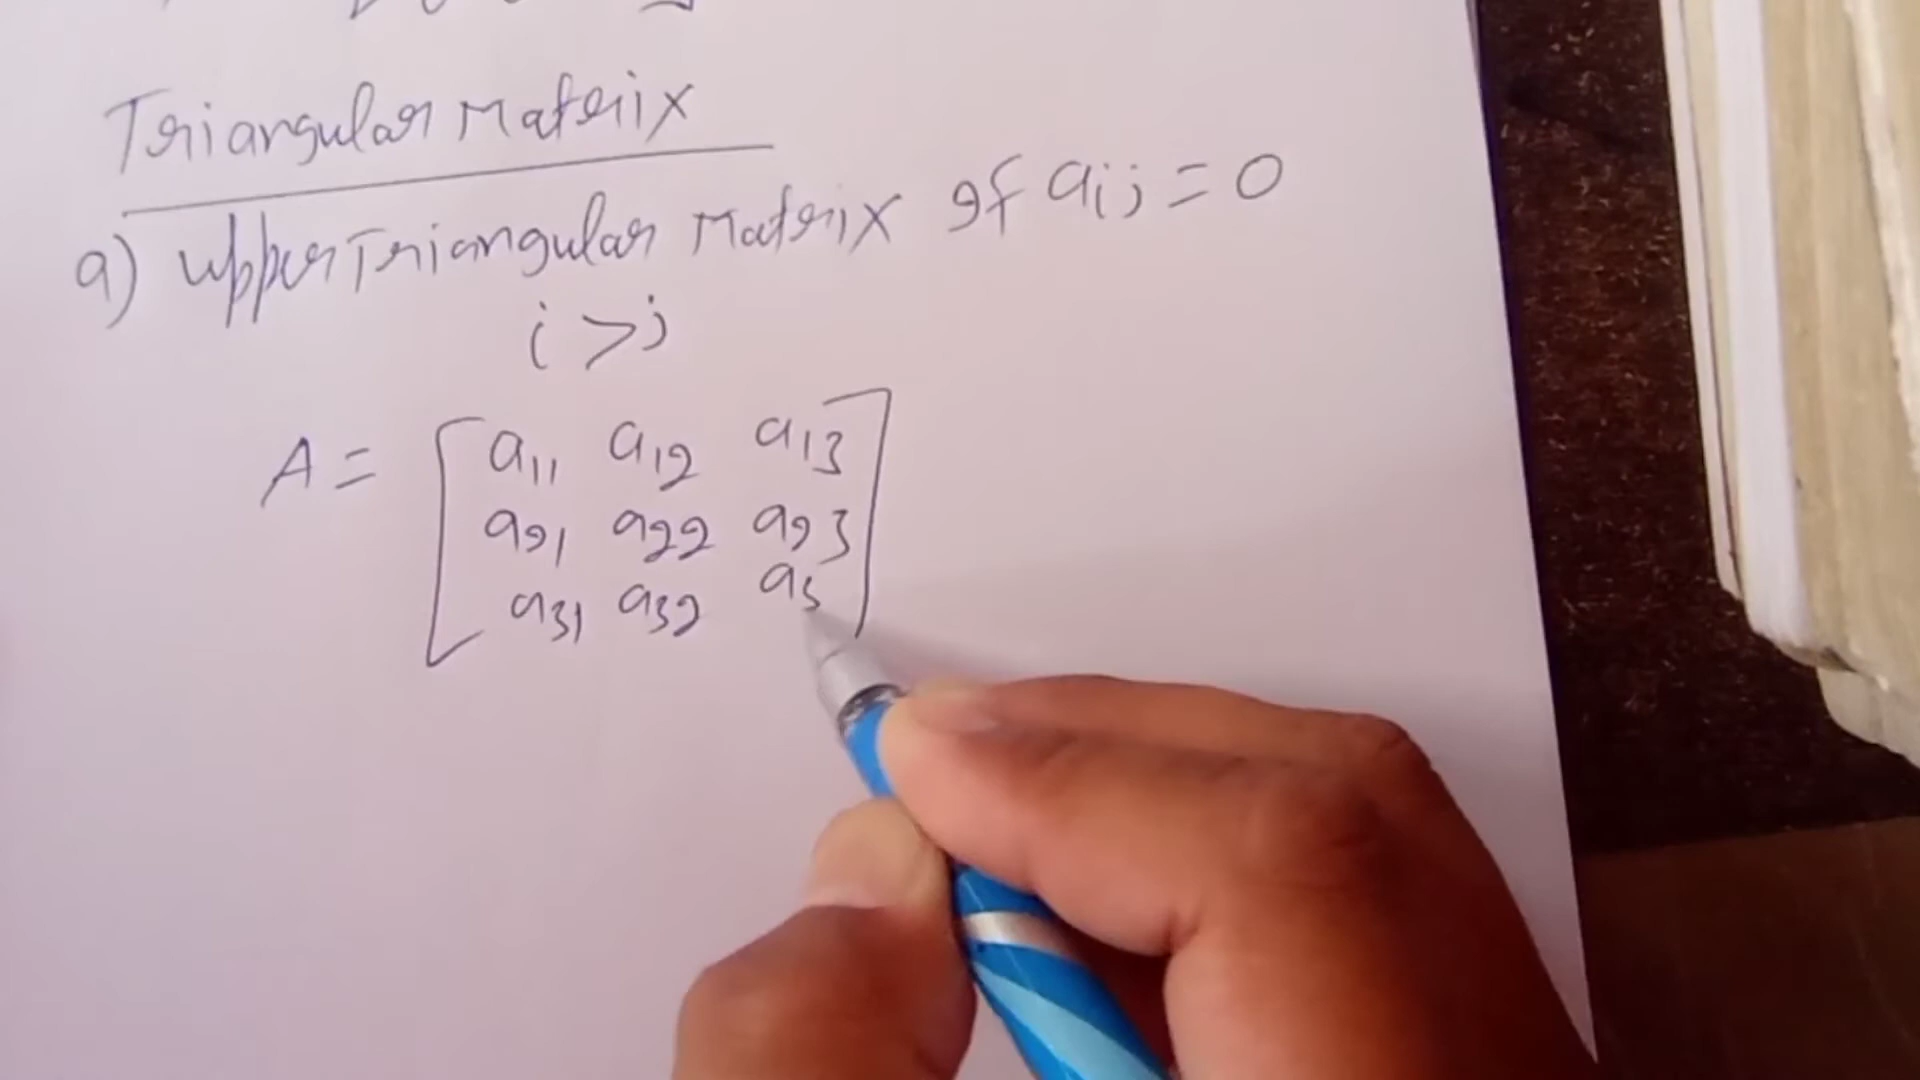 Triangular Matrix
a) Upper Triangular Matrix if aij = 0
i > j
A = [ a11 a12 a13
a21 a22 a23
a31 a32 a3 ]